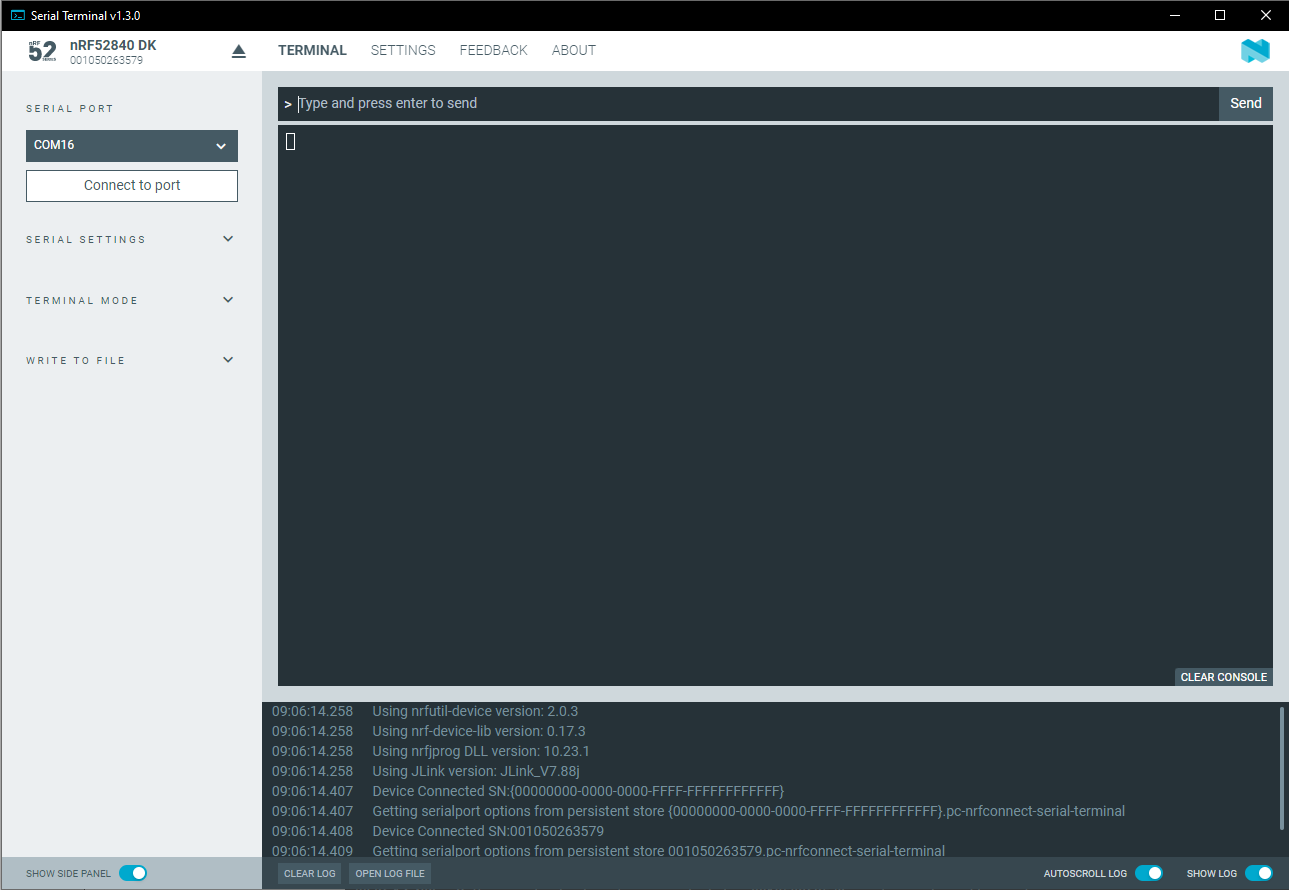 Serial Terminal v1.3.0
nRF
52
SERIES
nRF52840 DK
001050263579
TERMINAL SETTINGS FEEDBACK ABOUT
SERIAL PORT
COM16
Connect to port
SERIAL SETTINGS
TERMINAL MODE
WRITE TO FILE
> Type and press enter to send
Send
CLEAR CONSOLE
09:06:14.258 Using nrfutil-device version: 2.0.3
09:06:14.258 Using nrf-device-lib version: 0.17.3
09:06:14.258 Using nrfjprog DLL version: 10.23.1
09:06:14.258 Using JLink version: JLink_V7.88j
09:06:14.407 Device Connected SN:{00000000-0000-0000-FFFF-FFFFFFFFFFFF}
09:06:14.407 Getting serialport options from persistent store {00000000-0000-0000-FFFF-FFFFFFFFFFFF}.pc-nrfconnect-serial-terminal
09:06:14.408 Device Connected SN:001050263579
09:06:14.409 Getting serialport options from persistent store 001050263579.pc-nrfconnect-serial-terminal
SHOW SIDE PANEL
CLEAR LOG OPEN LOG FILE AUTOSCROLL LOG SHOW LOG